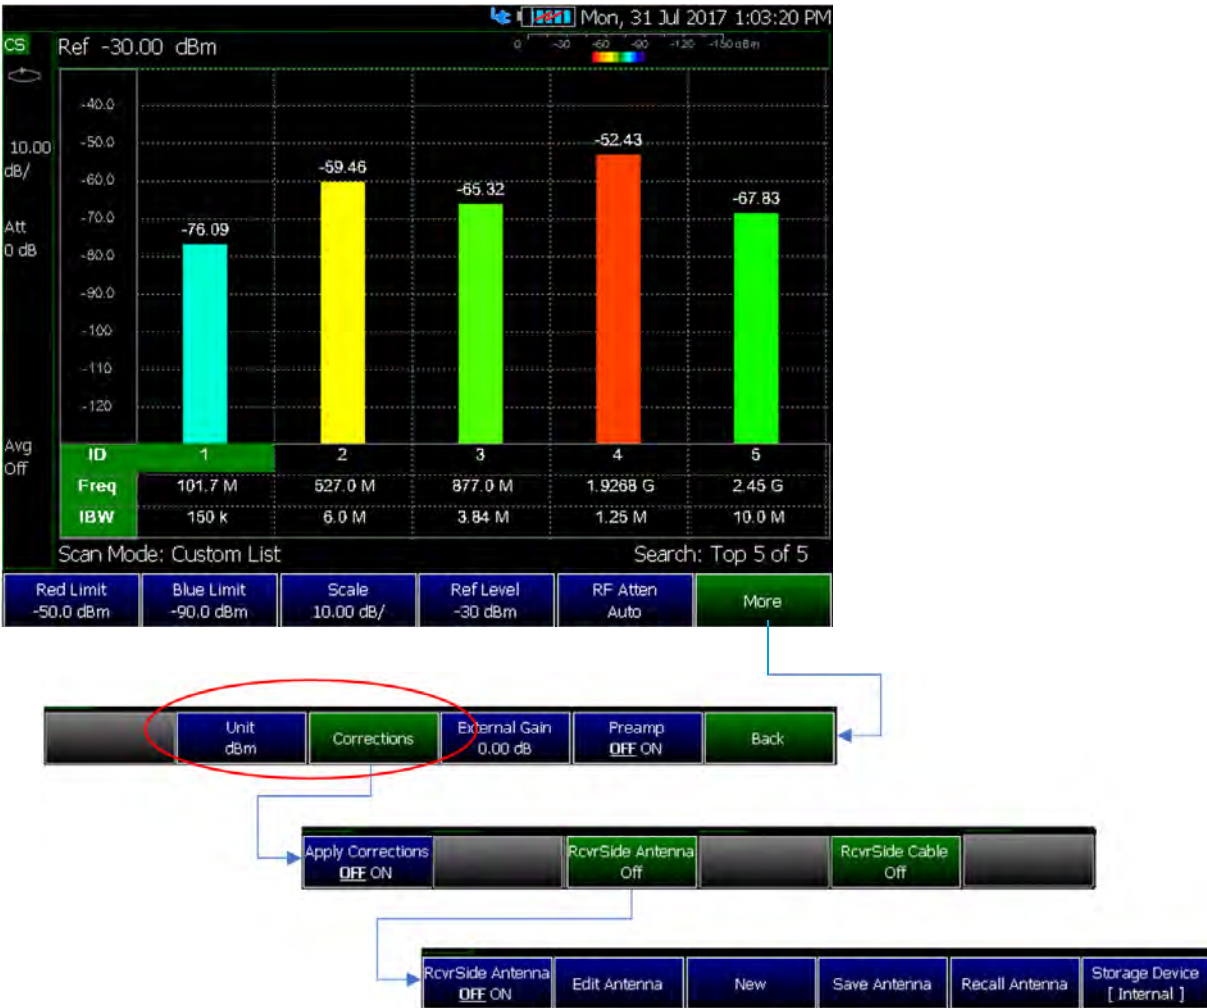 Mon, 31 Jul 2017 1:03:20 PM
CS
Ref -30.00 dBm
0 -30 -60 -90 -120 -150 dBm
10.00
dB/
Att
0 dB
Avg
Off
-40.0
-50.0
-60.0
-70.0
-80.0
-90.0
-100
-110
-120
-76.09
-59.46
-65.32
-52.43
-67.83
ID 1 2 3 4 5
Freq 101.7 M 527.0 M 877.0 M 1.9268 G 2.45 G
IBW 150 k 6.0 M 3.84 M 1.25 M 10.0 M
Scan Mode: Custom List Search: Top 5 of 5
Red Limit Blue Limit Scale Ref Level RF Atten More
-50.0 dBm -90.0 dBm 10.00 dB/ -30 dBm Auto
Unit Corrections External Gain Preamp Back
dBm 0.00 dB OFF ON
Apply Corrections RcvrSide Antenna RcvrSide Cable
OFF ON Off Off
RcvrSide Antenna Edit Antenna New Save Antenna Recall Antenna Storage Device
OFF ON [ Internal ]